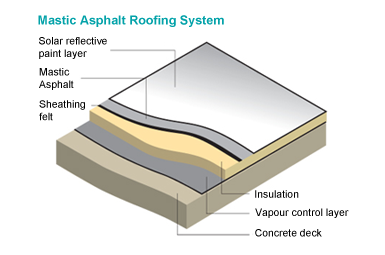 Mastic Asphalt Roofing System
Solar reflective
paint layer
Mastic
Asphalt
Sheathing
felt
Insulation
Vapour control layer
Concrete deck